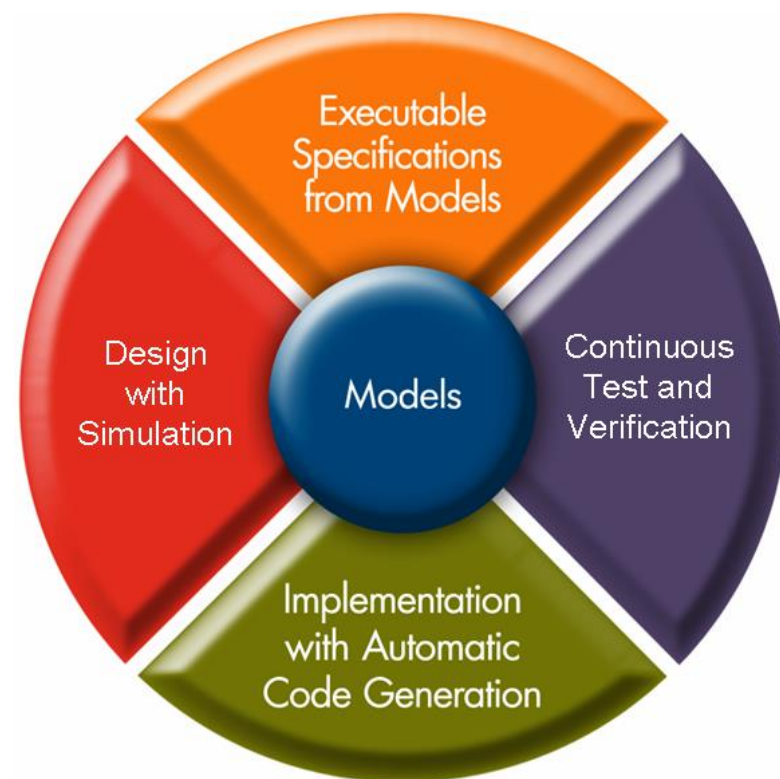 Executable
Specifications
from Models
Design
with
Simulation
Models
Continuous
Test and
Verification
Implementation
with Automatic
Code Generation